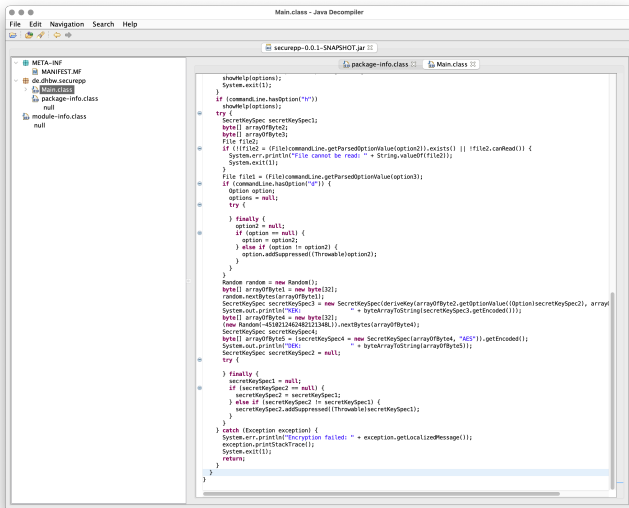 Main.class - Java Decompiler
File Edit Navigation Search Help
securepp-0.0.1-SNAPSHOT.jar
META-INF
MANIFEST.MF
de.dhbw.securepp
Main.class
package-info.class
null
module-info.class
null
package-info.class Main.class
showHelp(options);
System.exit(1);
}
if (commandLine.hasOption("h"))
showHelp(options);
try {
SecretKeySpec secretKeySpec1;
byte[] arrayOfByte2;
byte[] arrayOfByte3;
File file2;
if (!(file2 = (File)commandLine.getParsedOptionValue(option2)).exists() || !file2.canRead()) {
System.err.println("File cannot be read: " + String.valueOf(file2));
System.exit(1);
}
File file1 = (File)commandLine.getParsedOptionValue(option3);
if (commandLine.hasOption("d")) {
Option option;
options = null;
try {
} finally {
option2 = null;
if (option == null) {
option = option2;
} else if (option != option2) {
option.addSuppressed((Throwable)option2);
}
}
}
Random random = new Random();
byte[] arrayOfByte1 = new byte[32];
random.nextBytes(arrayOfByte1);
SecretKeySpec secretKeySpec3 = new SecretKeySpec(deriveKey(arrayOfByte2.getOptionValue((Option)secretKeySpec2), array
System.out.println("KEK: " + byteArrayToString(secretKeySpec3.getEncoded()));
byte[] arrayOfByte4 = new byte[32];
(new Random(-4510212462482121348L)).nextBytes(arrayOfByte4);
SecretKeySpec secretKeySpec4;
byte[] arrayOfByte5 = (secretKeySpec4 = new SecretKeySpec(arrayOfByte4, "AES")).getEncoded();
System.out.println("DEK: " + byteArrayToString(arrayOfByte5));
SecretKeySpec secretKeySpec2 = null;
try {
} finally {
secretKeySpec1 = null;
if (secretKeySpec2 == null) {
secretKeySpec2 = secretKeySpec1;
} else if (secretKeySpec2 != secretKeySpec1) {
secretKeySpec2.addSuppressed((Throwable)secretKeySpec1);
}
}
} catch (Exception exception) {
System.err.println("Encryption failed: " + exception.getLocalizedMessage());
exception.printStackTrace();
System.exit(1);
return;
}
}
}